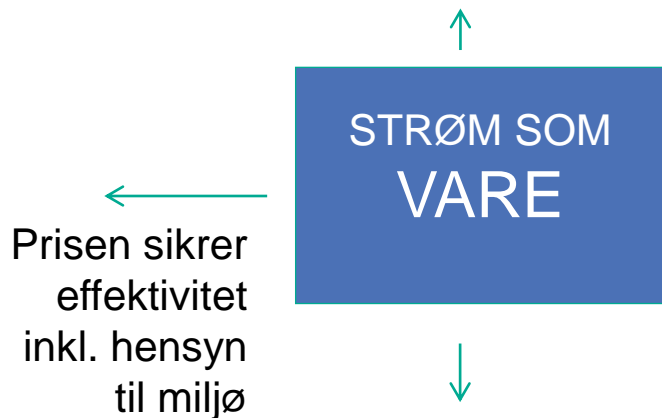 STRØM SOM
VARE
Prisen sikrer
effektivitet
inkl. hensyn
til miljø